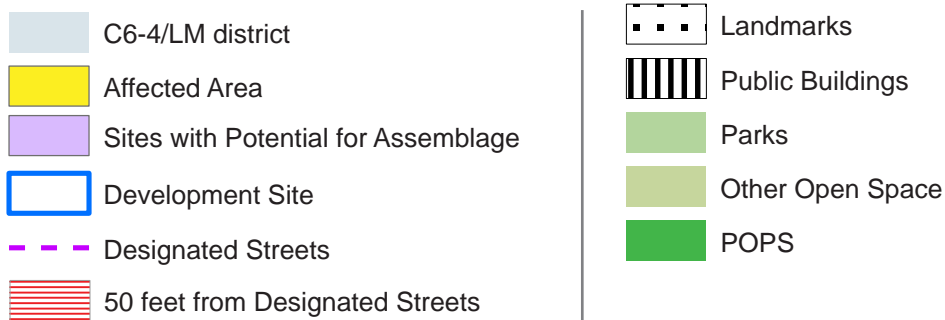 C6-4/LM district
Affected Area
Sites with Potential for Assemblage
Development Site
Designated Streets
50 feet from Designated Streets
Landmarks
Public Buildings
Parks
Other Open Space
POPS